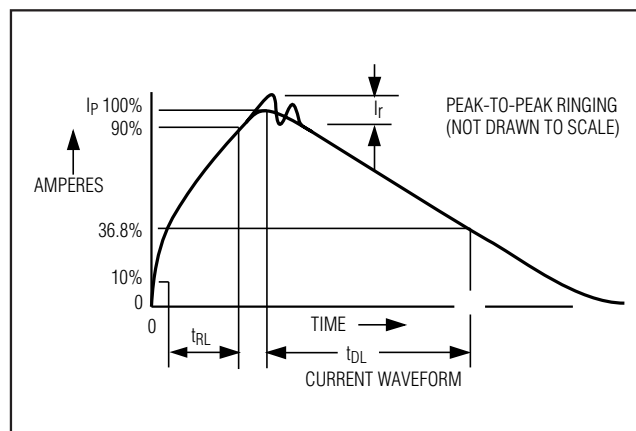 IP 100%
90%
AMPERES
36.8%
10%
0
0
Ir
PEAK-TO-PEAK RINGING
(NOT DRAWN TO SCALE)
TIME
tRL
tDL
CURRENT WAVEFORM